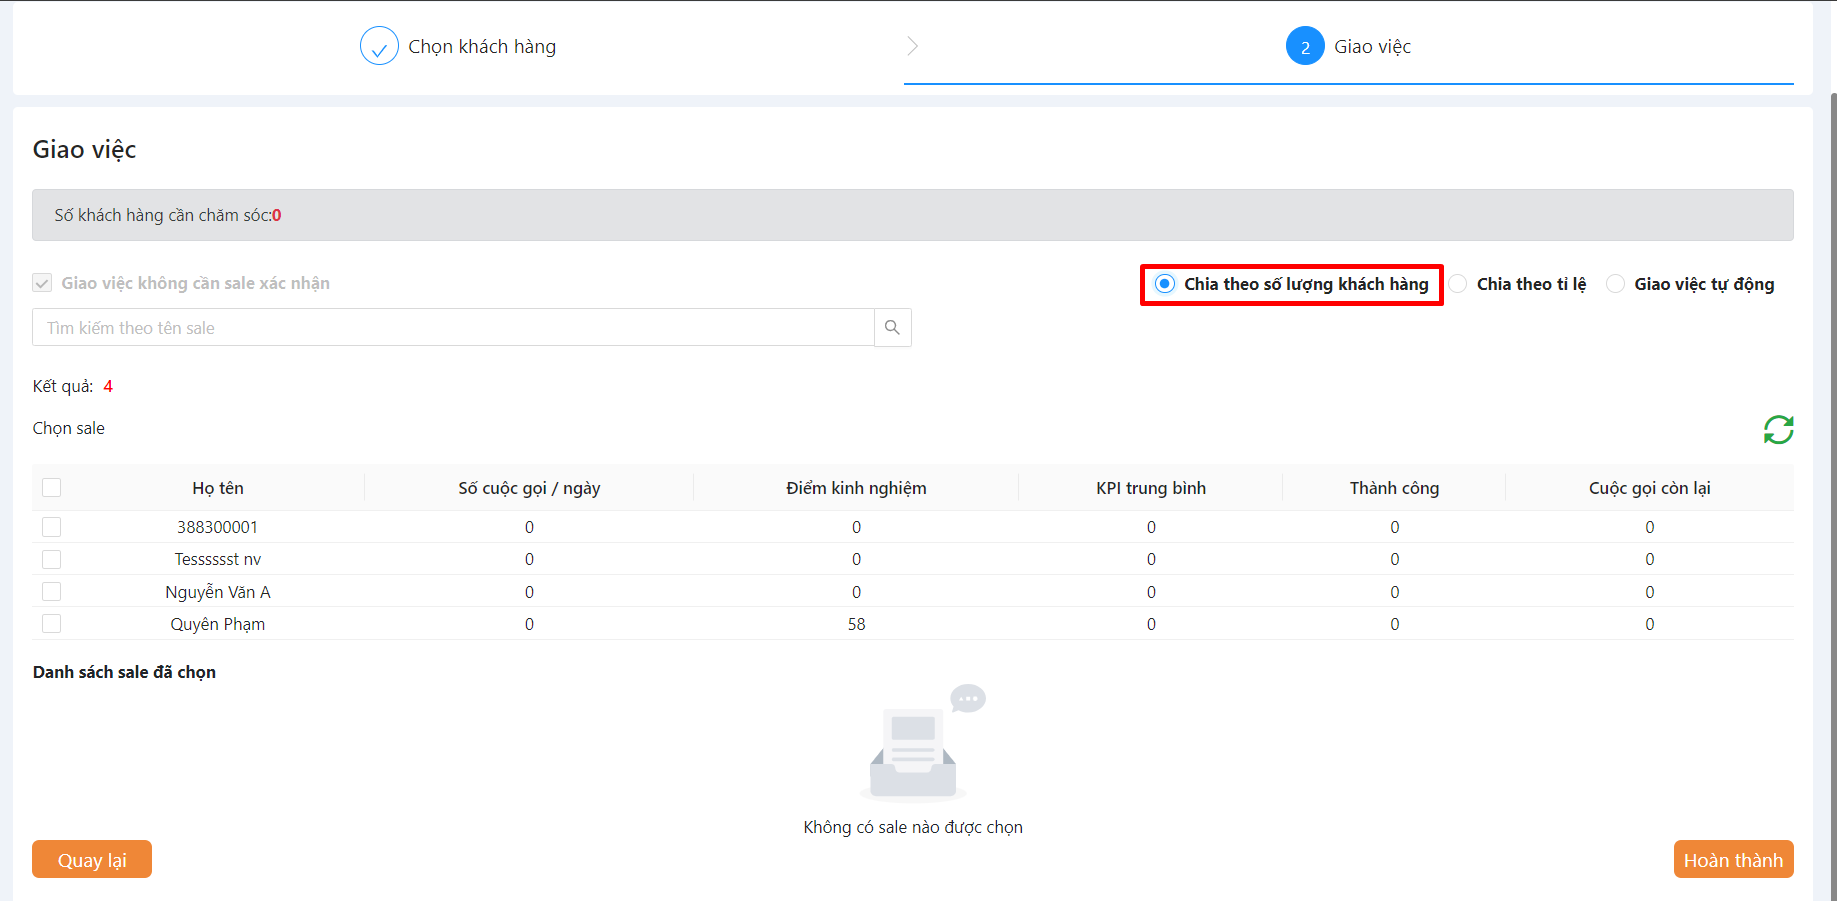 Chọn khách hàng
2 Giao việc
Giao việc
Số khách hàng cần chăm sóc:0
Giao việc không cần sale xác nhận
Chia theo số lượng khách hàng Chia theo tỉ lệ Giao việc tự động
Tìm kiếm theo tên sale
Kết quả: 4
Chọn sale
Họ tên Số cuộc gọi / ngày Điểm kinh nghiệm KPI trung bình Thành công Cuộc gọi còn lại
388300001 0 0 0 0 0
Tesssssst nv 0 0 0 0 0
Nguyễn Văn A 0 0 0 0 0
Quyên Phạm 0 58 0 0 0
Danh sách sale đã chọn
Không có sale nào được chọn
Quay lại Hoàn thành